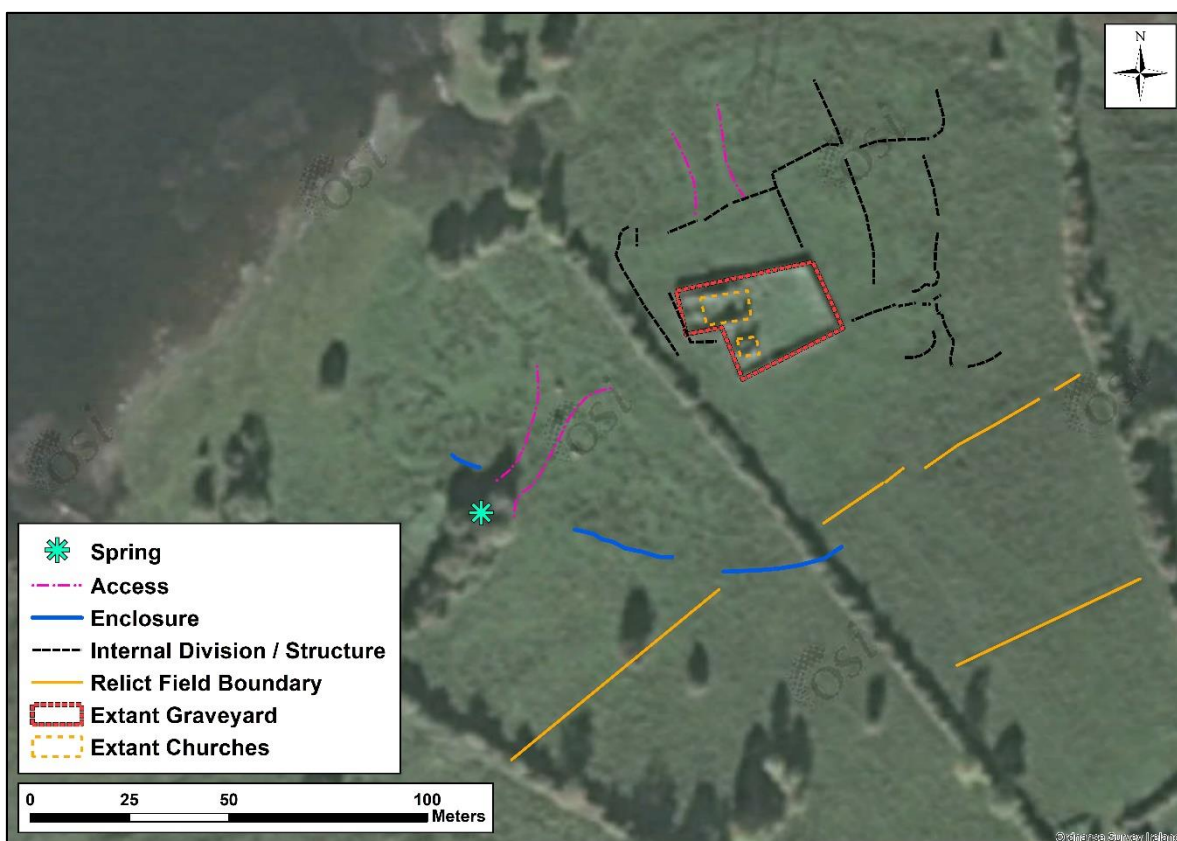 N
OSi
OSi
OSi
OSi
OSi
OSi
Spring
Access
Enclosure
Internal Division / Structure
Relict Field Boundary
Extant Graveyard
Extant Churches
0 25 50 100
Meters
Ordnance Survey Ireland